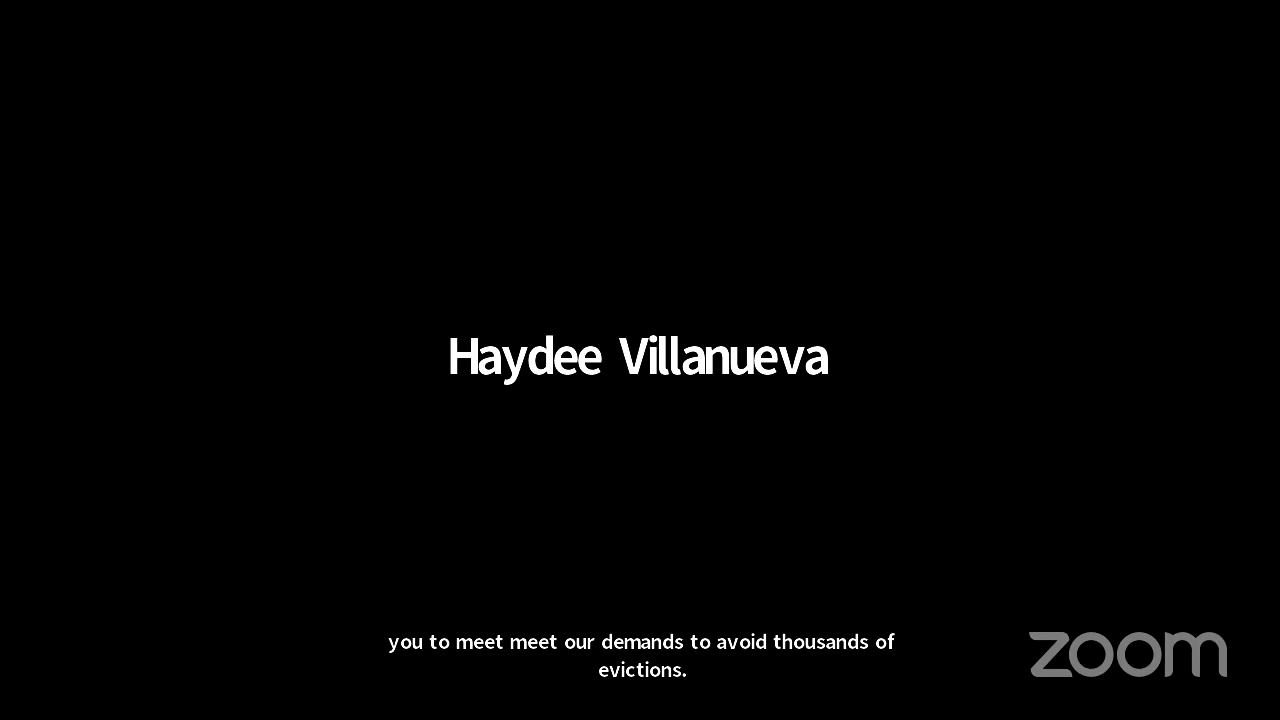 Haydee Villanueva
you to meet meet our demands to avoid thousands of
evictions.
zoom